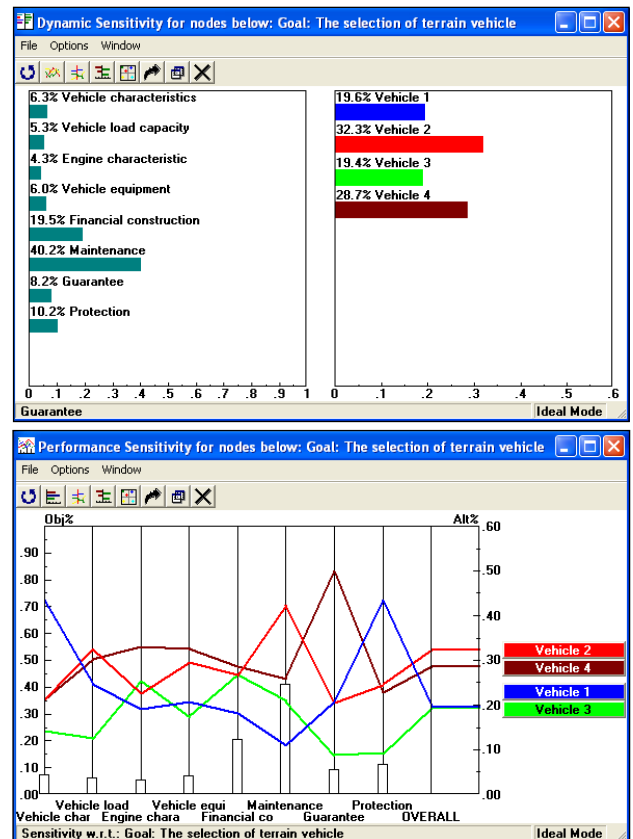 Dynamic Sensitivity for nodes below: Goal: The selection of terrain vehicle
File Options Window
6.3% Vehicle characteristics
5.3% Vehicle load capacity
4.3% Engine characteristic
6.0% Vehicle equipment
19.5% Financial construction
40.2% Maintenance
8.2% Guarantee
10.2% Protection
0 .1 .2 .3 .4 .5 .6 .7 .8 .9 1
19.6% Vehicle 1
32.3% Vehicle 2
19.4% Vehicle 3
28.7% Vehicle 4
0 .1 .2 .3 .4 .5 .6
Guarantee Ideal Mode
Performance Sensitivity for nodes below: Goal: The selection of terrain vehicle
File Options Window
Obj% Alt%
.90
.80
.70
.60
.50
.40
.30
.20
.10
.00
.60
.50
.40
.30
.20
.10
.00
Vehicle 2
Vehicle 4
Vehicle 1
Vehicle 3
Vehicle load Vehicle equi Maintenance Protection
Vehicle char Engine chara Financial co Guarantee OVERALL
Sensitivity w.r.t.: Goal: The selection of terrain vehicle Ideal Mode